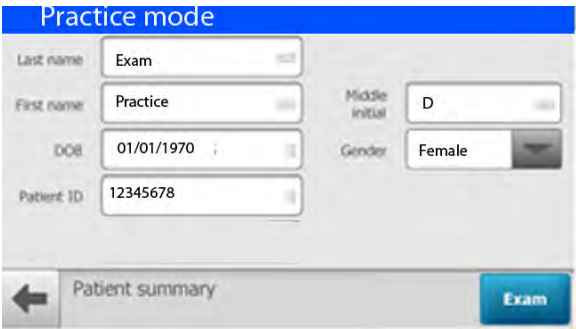 Practice mode
Last name Exam
First name Practice Middle initial D
DOB 01/01/1970 Gender Female
Patient ID 12345678
Patient summary Exam